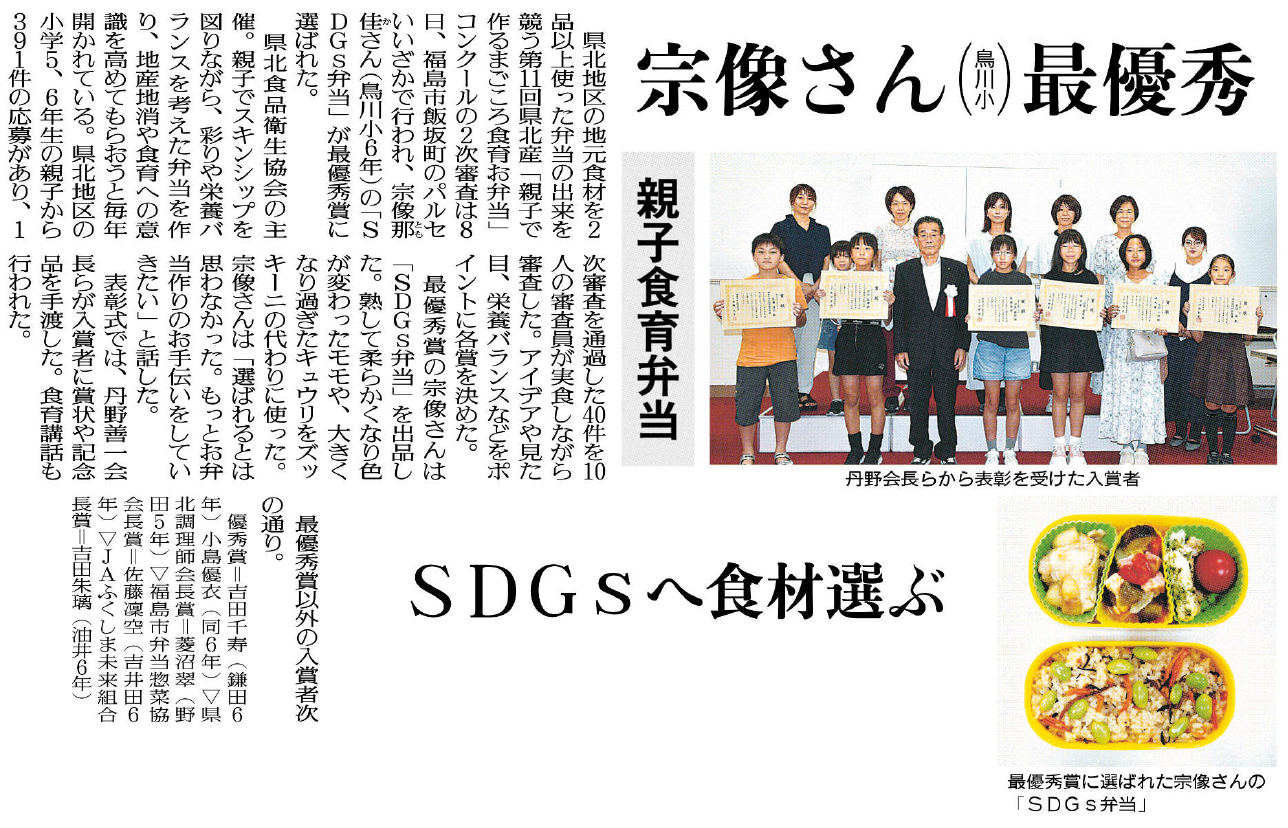 宗像さん(鳥川小)最優秀
親子食育弁当
ＳＤＧｓへ食材選ぶ
　県北地区の地元食材を２
品以上使った弁当の出来を
競う第11回県北産「親子で
作るまごころ食育お弁当」
コンクールの２次審査は８
日、福島市飯坂町のパルセ
いいざかで行われ、宗像那（とも）
佳（か）さん（鳥川小６年）の「Ｓ
ＤＧｓ弁当」が最優秀賞に
選ばれた。
　県北食品衛生協会の主
催。親子でスキンシップを
図りながら、彩りや栄養バ
ランスを考えた弁当を作
り、地産地消や食育への意
識を高めてもらおうと毎年
開かれている。県北地区の
小学５、６年生の親子から
３９１件の応募があり、１
次審査を通過した40件を10
人の審査員が実食しながら
審査した。アイデアや見た
目、栄養バランスなどをポ
イントに各賞を決めた。
　最優秀賞の宗像さんは
「ＳＤＧｓ弁当」を出品し
た。熟して柔らかくなり色
が変わったモモや、大きく
なり過ぎたキュウリをズッ
キーニの代わりに使った。
宗像さんは「選ばれるとは
思わなかった。もっとお弁
当作りのお手伝いをしてい
きたい」と話した。
　表彰式では、丹野善一会
長らが入賞者に賞状や記念
品を手渡した。食育講話も
行われた。
　最優秀賞以外の入賞者次
の通り。
　優秀賞＝吉田千寿（鎌田６
年）小島優衣（同６年）▽県
北調理師会長賞＝菱沼翠（野
田５年）▽福島市弁当惣菜協
会長賞＝佐藤凜空（吉井田６
年）▽ＪＡふくしま未来組合
長賞＝吉田朱璃（油井６年）
丹野会長らから表彰を受けた入賞者
最優秀賞に選ばれた宗像さんの
「ＳＤＧｓ弁当」